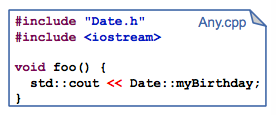 Any.cpp
#include "Date.h"
#include <iostream>
void foo() {
std::cout << Date::myBirthday;
}